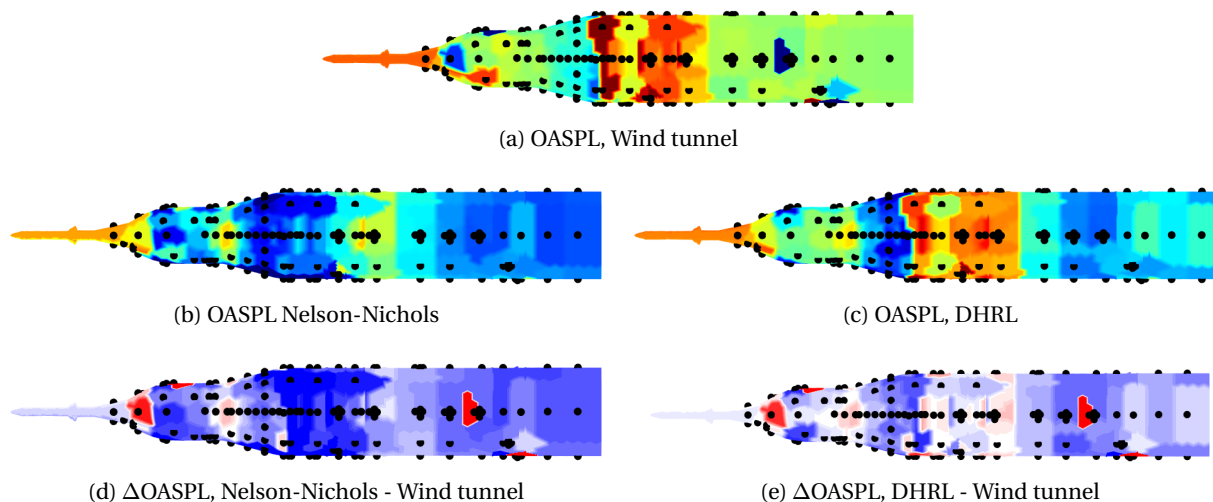 (a) OASPL, Wind tunnel
(b) OASPL Nelson-Nichols
(c) OASPL, DHRL
(d) ΔOASPL, Nelson-Nichols - Wind tunnel
(e) ΔOASPL, DHRL - Wind tunnel